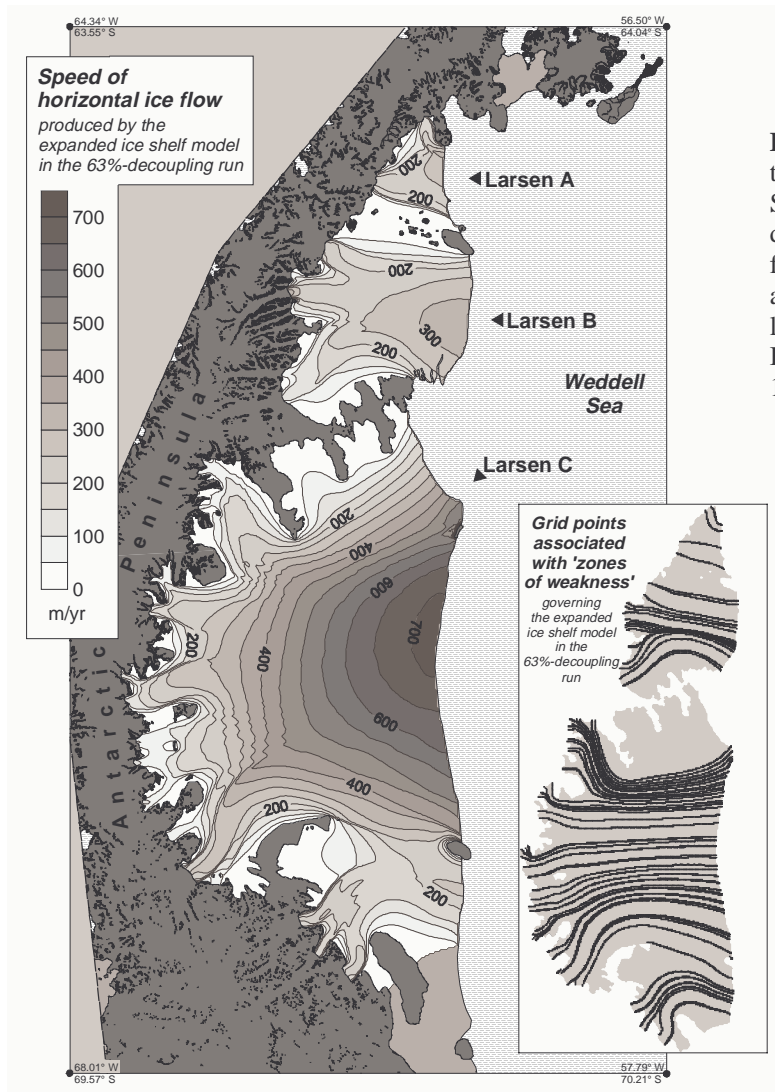 64.34° W
63.55° S
56.50° W
64.04° S
Speed of
horizontal ice flow
produced by the
expanded ice shelf model
in the 63%-decoupling run
700
600
500
400
300
200
100
0
m/yr
200
200
Larsen A
200
300
200
Larsen B
Weddell
Sea
Larsen C
Antarctic Peninsula
200
400
600
700
200
400
600
400
200
200
Grid points
associated
with 'zones
of weakness'
governing
the expanded
ice shelf model
in the
63%-decoupling
run
68.01° W
69.57° S
57.79° W
70.21° S